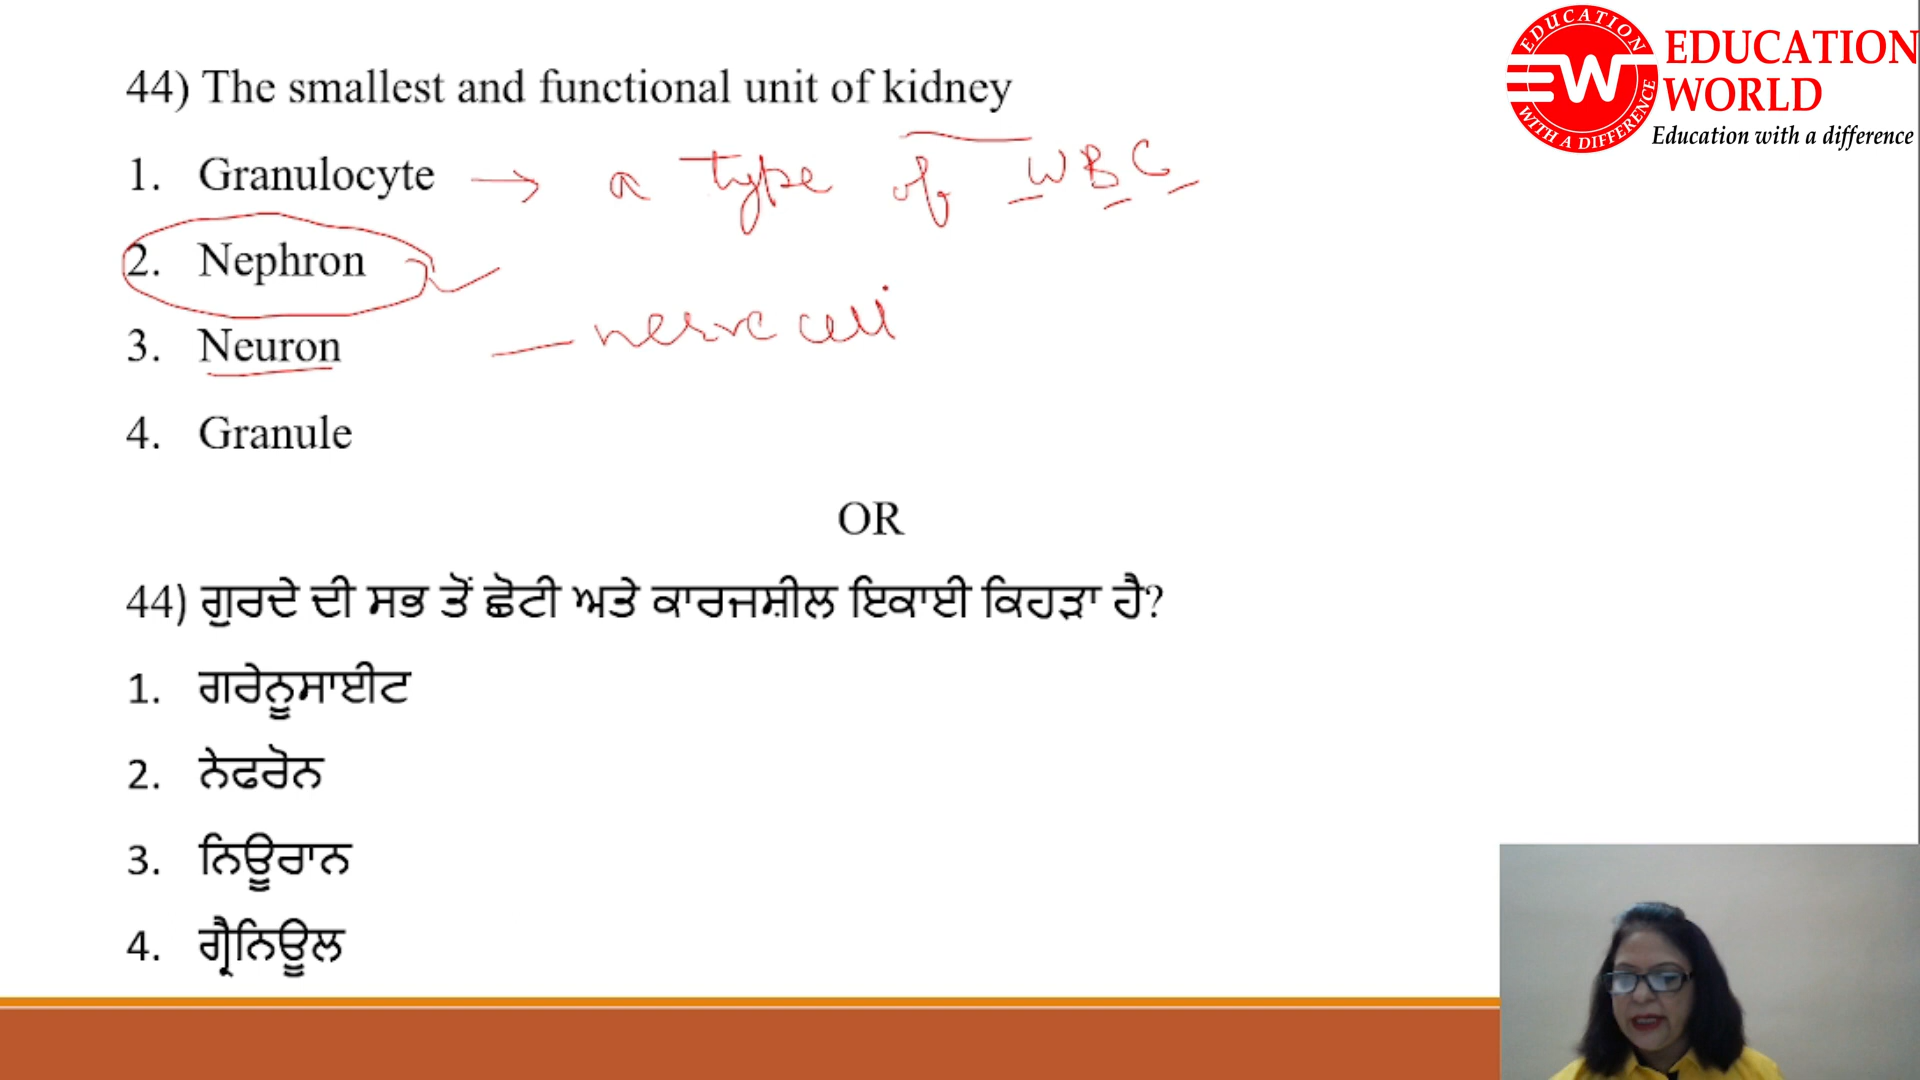 EDUCATION
WITH A DIFFERENCE
EW
EDUCATION
WORLD
Education with a difference
44) The smallest and functional unit of kidney
1. Granulocyte → a type of WBC
2. Nephron
3. Neuron — nerve cell
4. Granule
OR
44) ਗੁਰਦੇ ਦੀ ਸਭ ਤੋਂ ਛੋਟੀ ਅਤੇ ਕਾਰਜਸ਼ੀਲ ਇਕਾਈ ਕਿਹੜਾ ਹੈ?
1. ਗਰੇਨੂਸਾਈਟ
2. ਨੇਫਰੋਨ
3. ਨਿਊਰਾਨ
4. ਗ੍ਰੈਨਿਊਲ